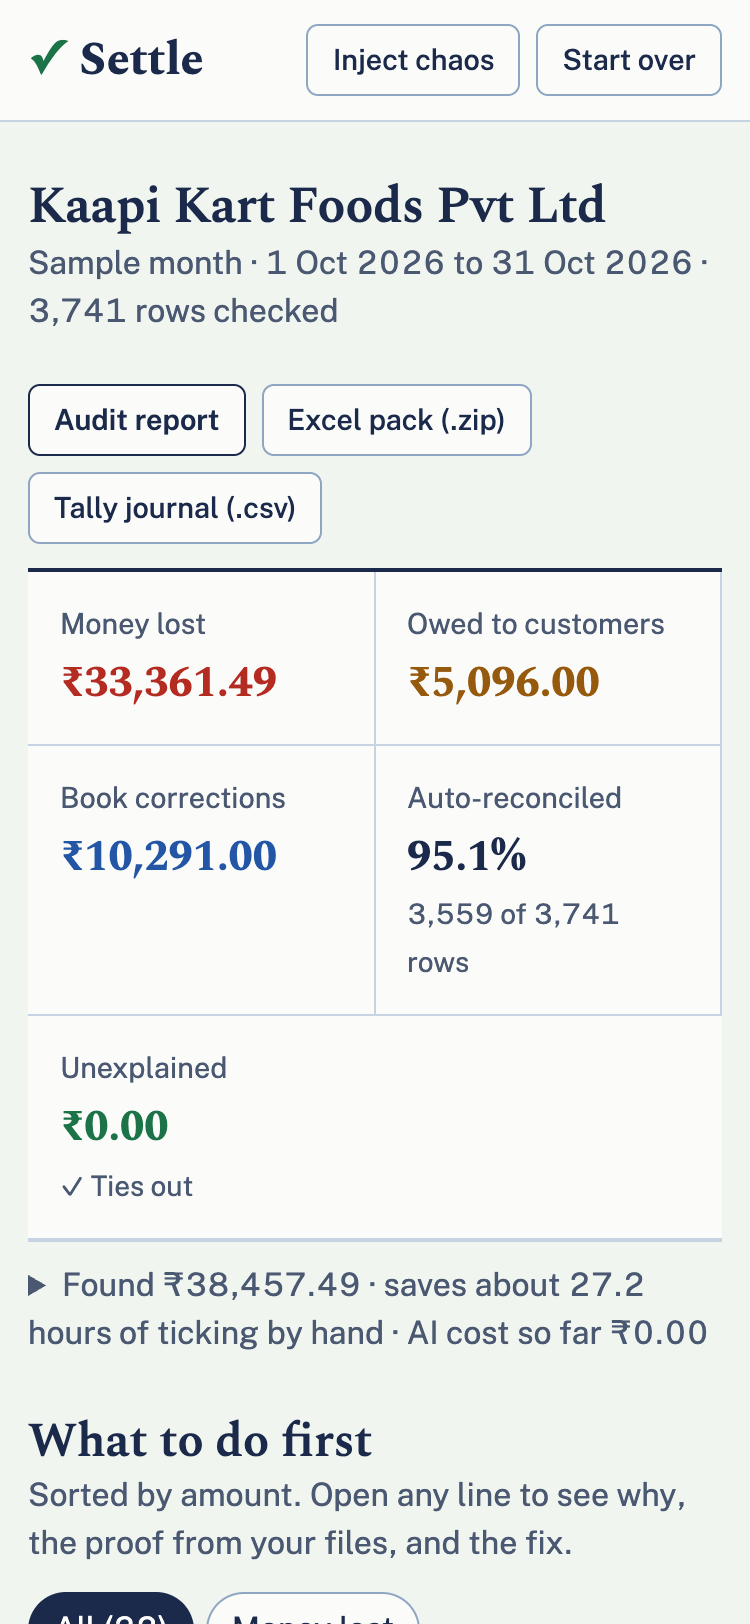 ✓ Settle
Inject chaos
Start over
Kaapi Kart Foods Pvt Ltd
Sample month · 1 Oct 2026 to 31 Oct 2026 ·
3,741 rows checked
Audit report
Excel pack (.zip)
Tally journal (.csv)
Money lost
₹33,361.49
Owed to customers
₹5,096.00
Book corrections
₹10,291.00
Auto-reconciled
95.1%
3,559 of 3,741
rows
Unexplained
₹0.00
✓ Ties out
▶ Found ₹38,457.49 · saves about 27.2
hours of ticking by hand · AI cost so far ₹0.00
What to do first
Sorted by amount. Open any line to see why,
the proof from your files, and the fix.
Money lost